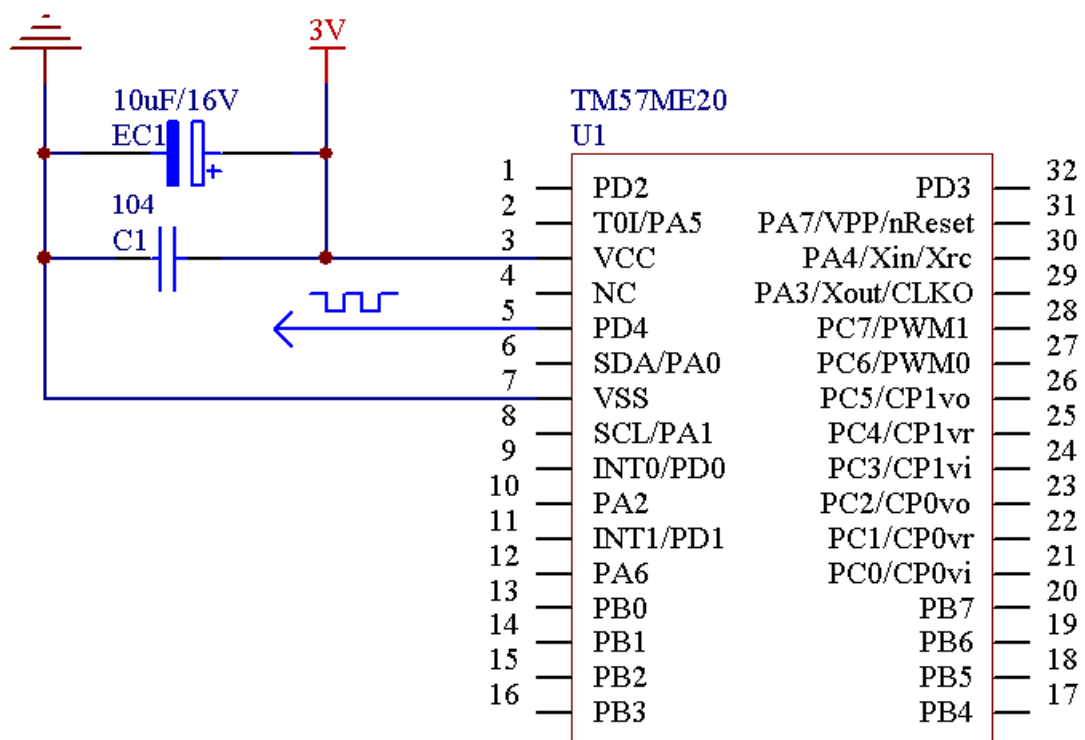 3V
10uF/16V
EC1
+
104
C1
TM57ME20
U1
1 PD2 PD3 32
2 T0I/PA5 PA7/VPP/nReset 31
3 VCC PA4/Xin/Xrc 30
4 NC PA3/Xout/CLKO 29
5 PD4 PC7/PWM1 28
6 SDA/PA0 PC6/PWM0 27
7 VSS PC5/CP1vo 26
8 SCL/PA1 PC4/CP1vr 25
9 INT0/PD0 PC3/CP1vi 24
10 PA2 PC2/CP0vo 23
11 INT1/PD1 PC1/CP0vr 22
12 PA6 PC0/CP0vi 21
13 PB0 PB7 20
14 PB1 PB6 19
15 PB2 PB5 18
16 PB3 PB4 17